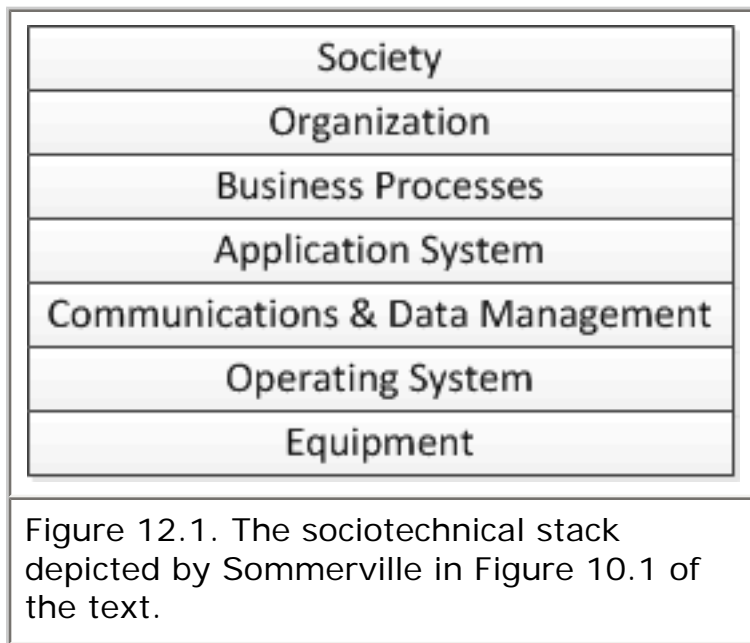 Society
Organization
Business Processes
Application System
Communications & Data Management
Operating System
Equipment
Figure 12.1. The sociotechnical stack
depicted by Sommerville in Figure 10.1 of
the text.